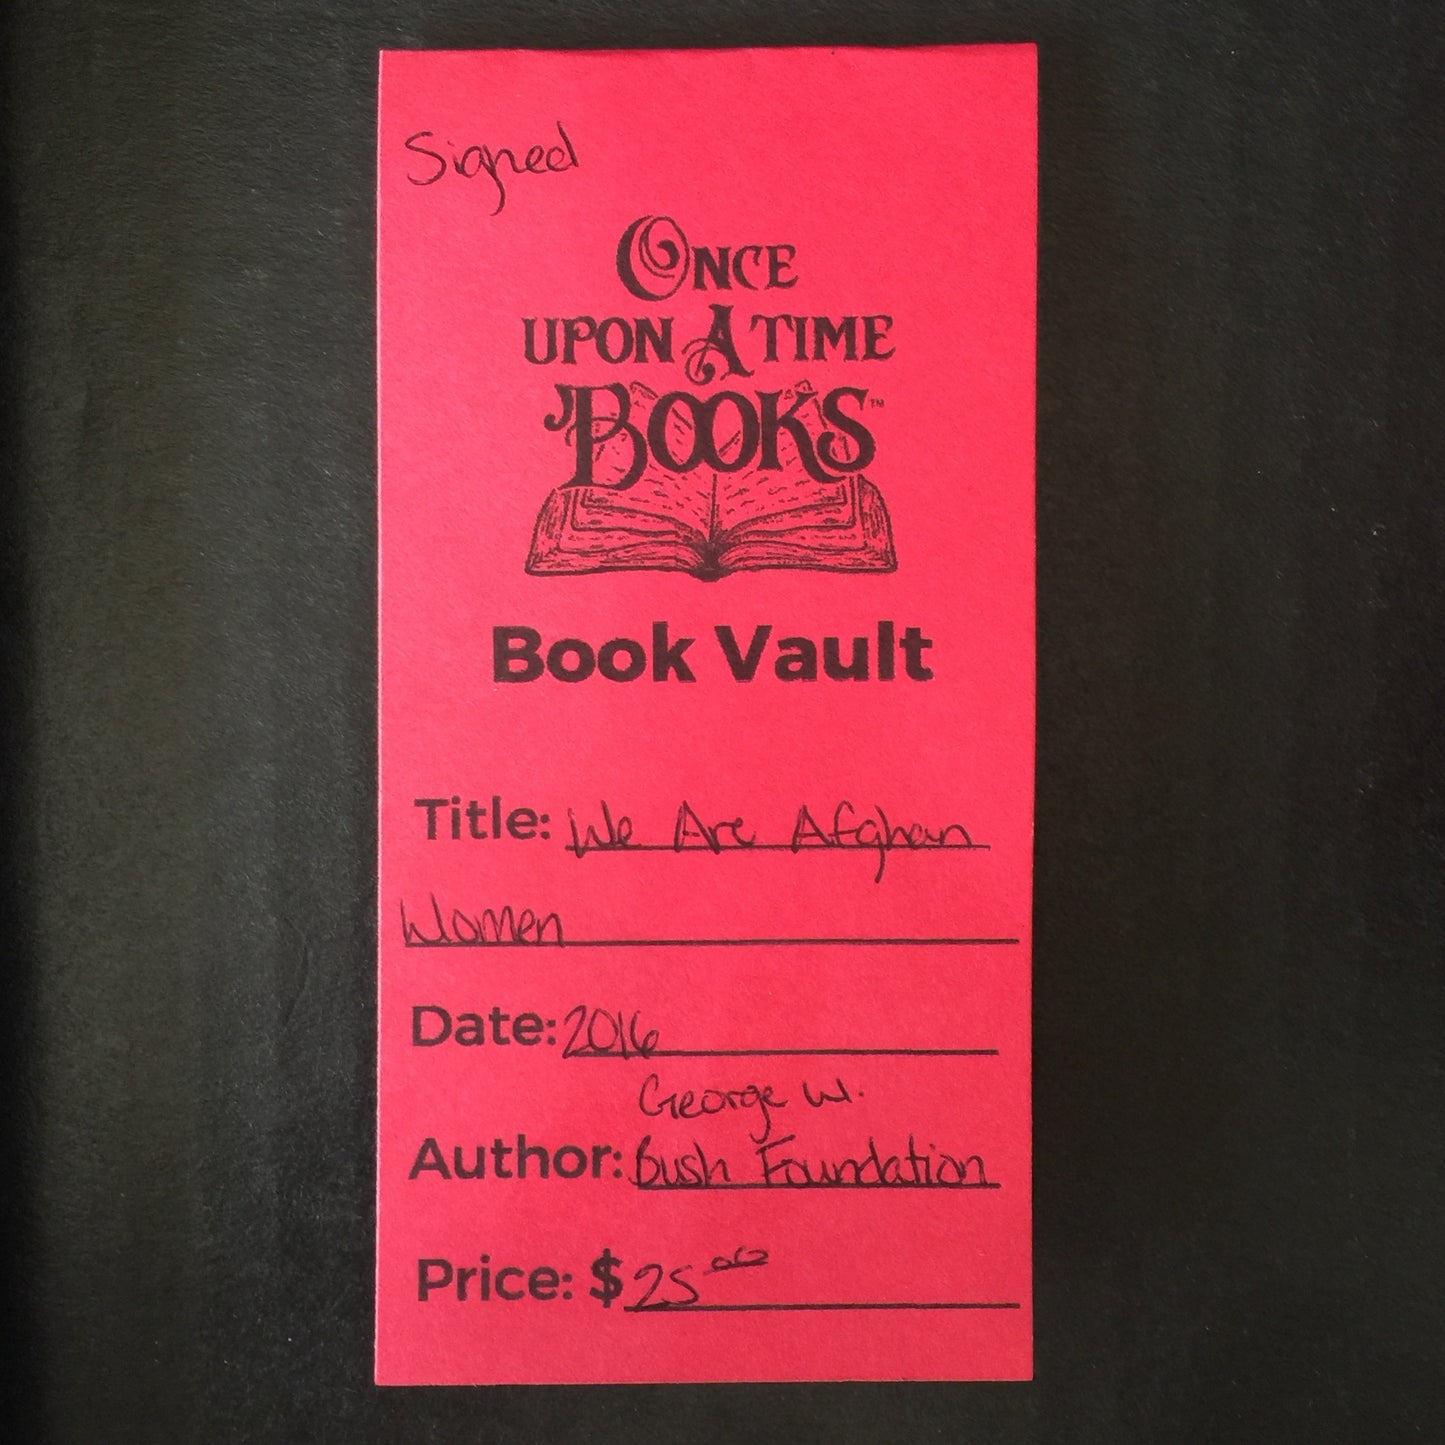 Signed
ONCE
UPON A TIME
BOOKS™
Book Vault
Title: We Are Afghan
Women
Date: 2016
George W.
Author: Bush Foundation
Price: $25 00